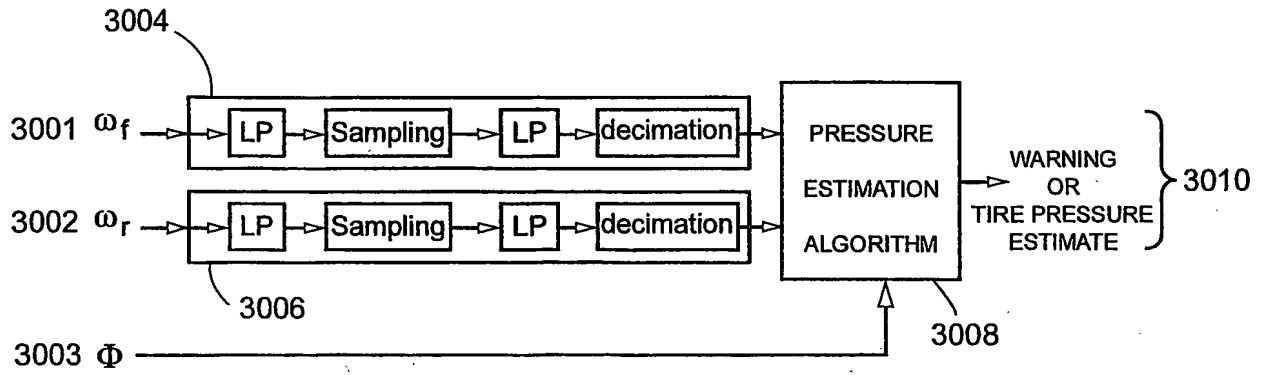 3004
3001 ωf LP Sampling LP decimation
3002 ωr LP Sampling LP decimation
3006
3003 Φ
PRESSURE
ESTIMATION
ALGORITHM
3008
WARNING
OR
TIRE PRESSURE
ESTIMATE
3010